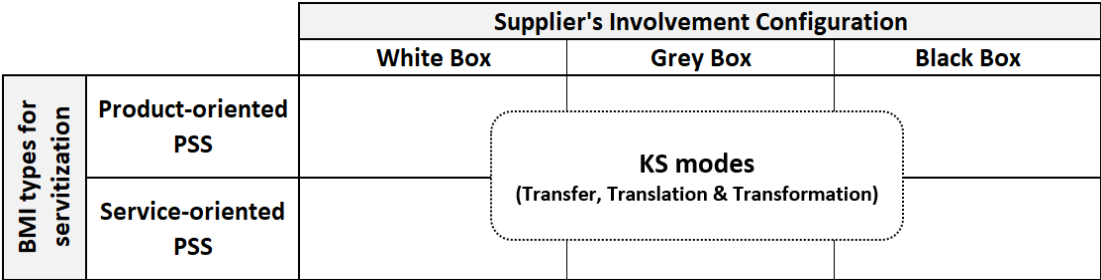 Supplier's Involvement Configuration
White Box Grey Box Black Box
BMI types for
servitization
Product-oriented
PSS
KS modes
(Transfer, Translation & Transformation)
Service-oriented
PSS